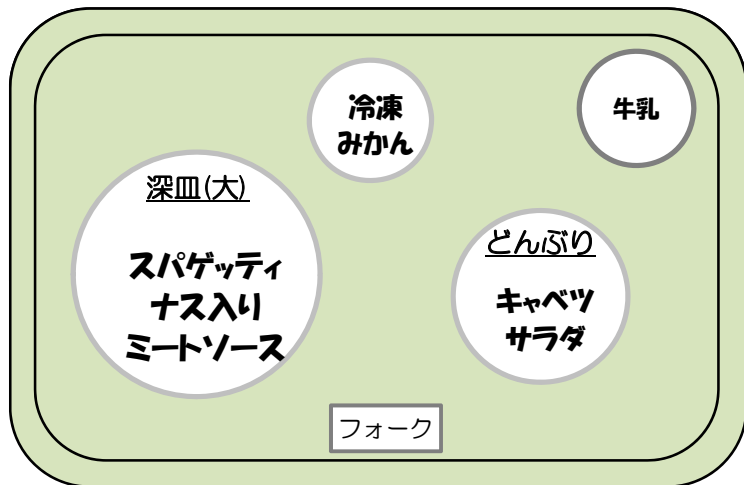 冷凍
みかん
牛乳
深皿(大)
スパゲッティ
ナス入り
ミートソース
どんぶり
キャベツ
サラダ
フォーク